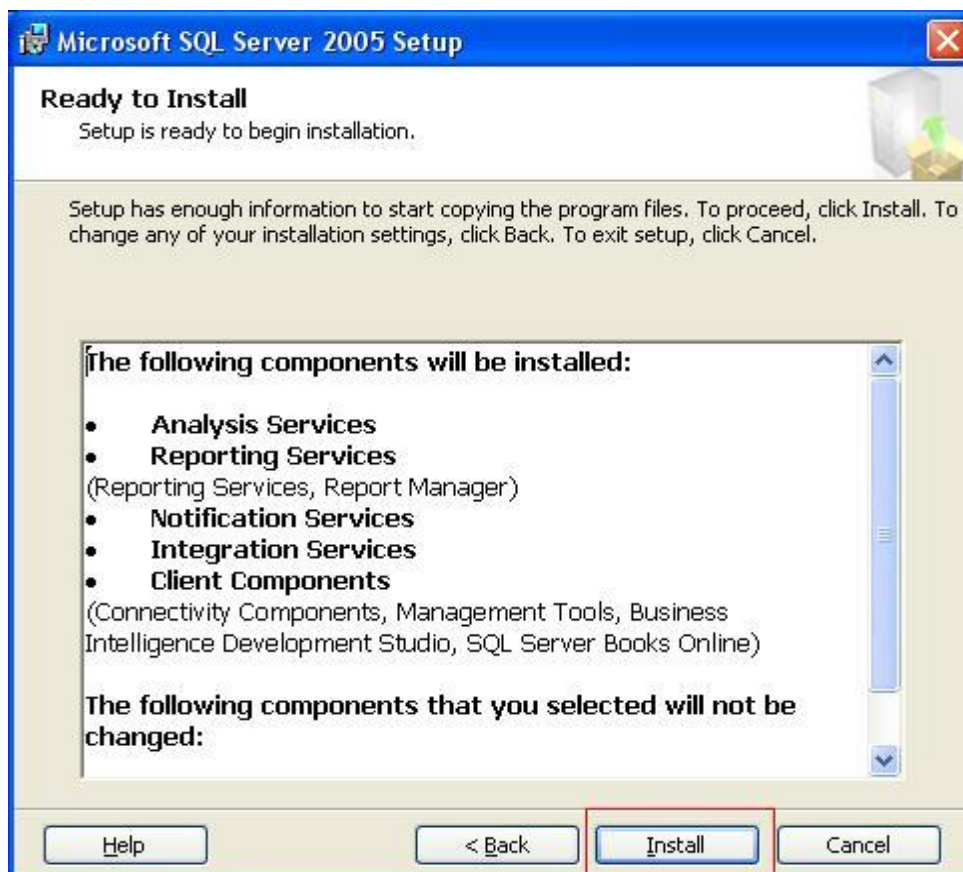 Microsoft SQL Server 2005 Setup
Ready to Install
Setup is ready to begin installation.
Setup has enough information to start copying the program files. To proceed, click Install. To
change any of your installation settings, click Back. To exit setup, click Cancel.
The following components will be installed:
• Analysis Services
• Reporting Services
(Reporting Services, Report Manager)
• Notification Services
• Integration Services
• Client Components
(Connectivity Components, Management Tools, Business
Intelligence Development Studio, SQL Server Books Online)
The following components that you selected will not be
changed:
Help
< Back
Install
Cancel